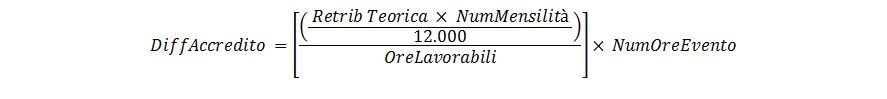 DiffAccredito = [((Retrib Teorica × NumMensilità) / 12.000) / OreLavorabili] × NumOreEvento